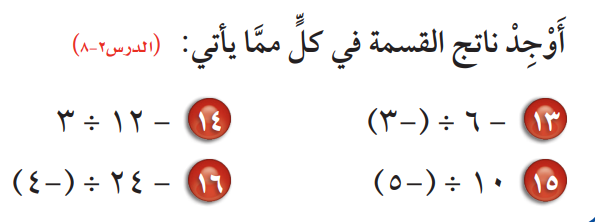 أَوْجِدْ ناتج القسمة في كلٍّ ممَّا يأتي: (الدرس٢-٨)
١٣ – ٦ ÷ (–٣) ١٤ – ١٢ ÷ ٣
١٥ ١٠ ÷ (–٥) ١٦ – ٢٤ ÷ (–٤)